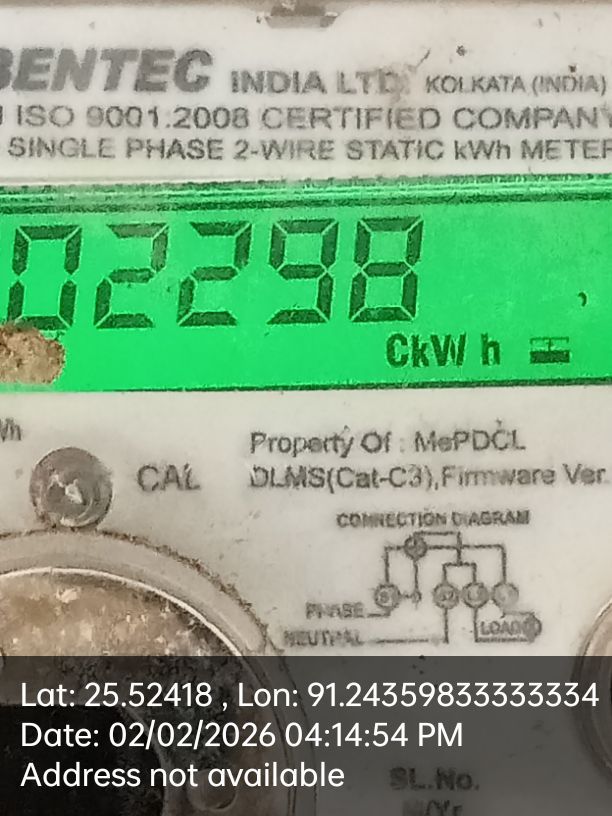 BENTEC INDIA LTD. KOLKATA (INDIA)
ISO 9001:2008 CERTIFIED COMPANY
SINGLE PHASE 2-WIRE STATIC kWh METER
02298
CkWh
Wh
CAL
Property Of : MePDCL
DLMS(Cat-C3),Firmware Ver.
CONNECTION DIAGRAM
PHASE
NEUTRAL
LOAD
Lat: 25.52418 , Lon: 91.24359833333334
Date: 02/02/2026 04:14:54 PM
Address not available
SL.No.